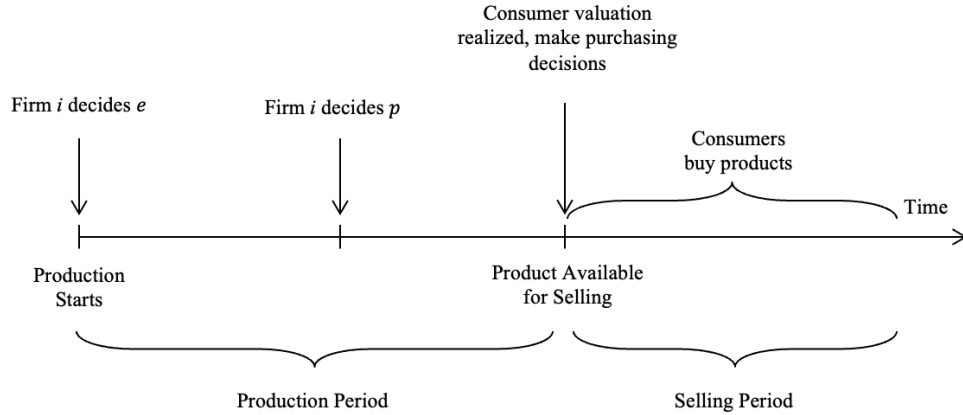 Consumer valuation
realized, make purchasing
decisions
Firm i decides e
Firm i decides p
Consumers
buy products
Time
Production
Starts
Product Available
for Selling
Production Period
Selling Period